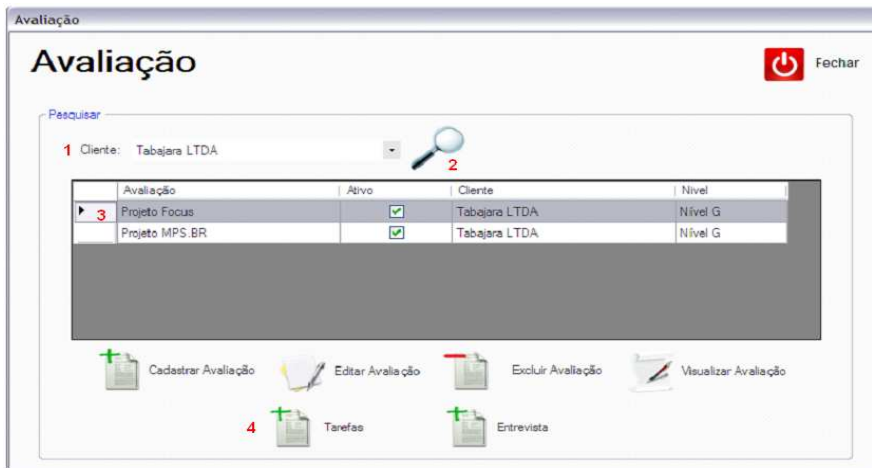 Avaliação
Avaliação
Fechar
Pesquisar
1 Cliente: Tabajara LTDA
2
Avaliação Ativo Cliente Nivel
3 Projeto Focus Tabajara LTDA Nível G
Projeto MPS.BR Tabajara LTDA Nível G
Cadastrar Avaliação Editar Avaliação Excluir Avaliação Visualizar Avaliação
4 Tarefas Entrevista